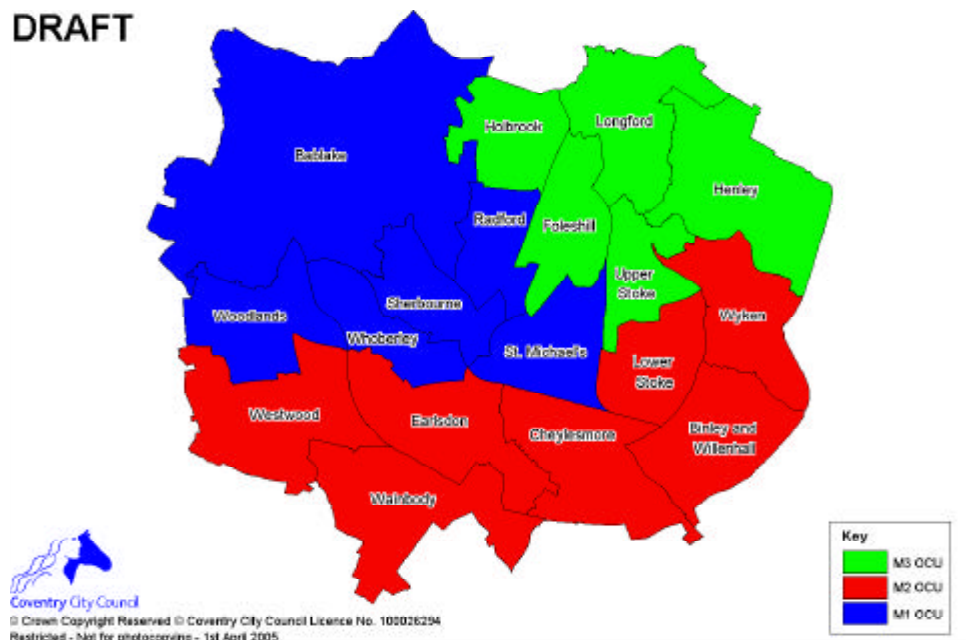 DRAFT
Holbrook
Longford
Bablake
Henley
Radford
Foleshill
Upper
Stoke
Sherbourne
Woodlands
Wyken
Whoberley
St. Michael's
Lower
Stoke
Westwood
Earlsdon
Cheylesmore
Binley and
Willenhall
Wainbody
Key
M3 OCU
M2 OCU
M1 OCU
Coventry City Council
© Crown Copyright Reserved © Coventry City Council Licence No. 100026294
Restricted - Not for photocopying - 1st April 2005